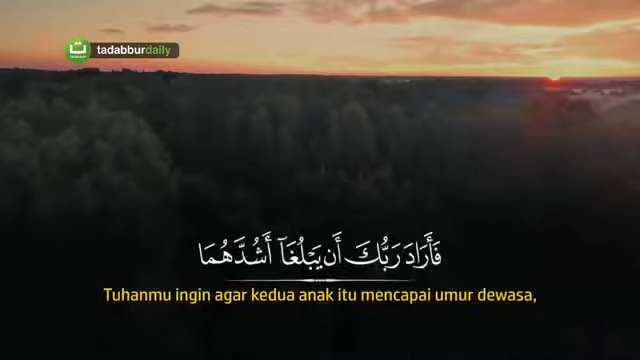 ت
tadabburdaily
فَأَرَادَ رَبُّكَ أَن يَبْلُغَآ أَشُدَّهُمَا
Tuhanmu ingin agar kedua anak itu mencapai umur dewasa,